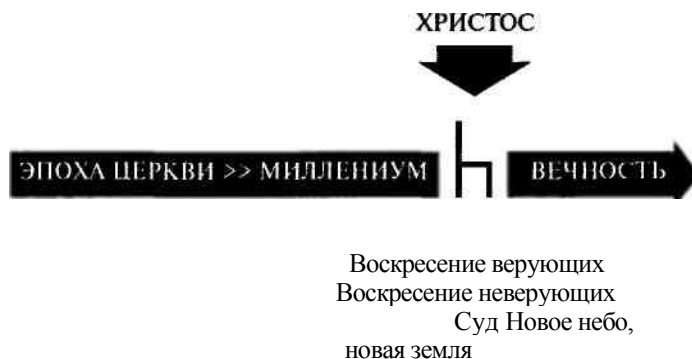 ХРИСТОС
ЭПОХА ЦЕРКВИ >> МИЛЛЕНИУМ
ВЕЧНОСТЬ
Воскресение верующих
Воскресение неверующих
Суд Новое небо,
новая земля